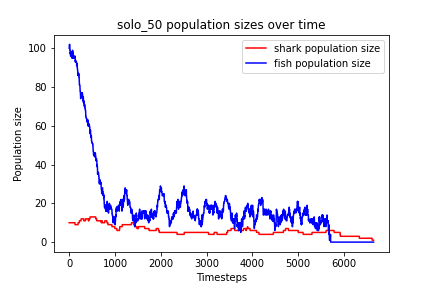 solo_50 population sizes over time
shark population size
fish population size
Population size
100
80
60
40
20
0
0 1000 2000 3000 4000 5000 6000
Timesteps